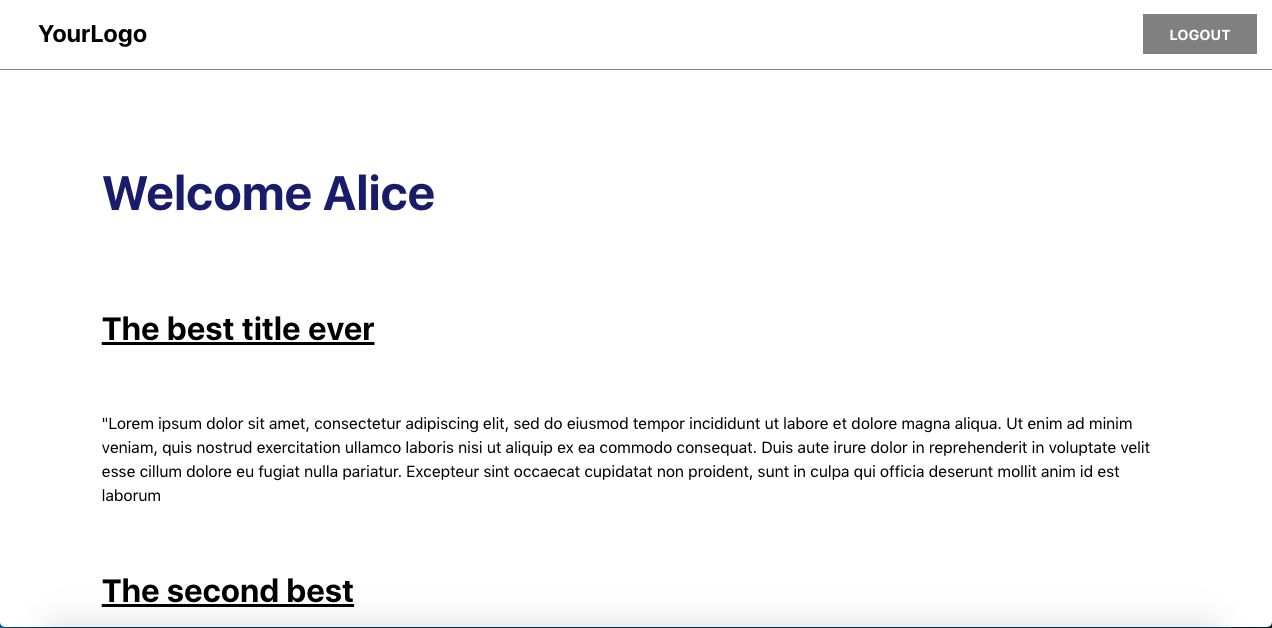 YourLogo
LOGOUT
Welcome Alice
The best title ever
"Lorem ipsum dolor sit amet, consectetur adipiscing elit, sed do eiusmod tempor incididunt ut labore et dolore magna aliqua. Ut enim ad minim
veniam, quis nostrud exercitation ullamco laboris nisi ut aliquip ex ea commodo consequat. Duis aute irure dolor in reprehenderit in voluptate velit
esse cillum dolore eu fugiat nulla pariatur. Excepteur sint occaecat cupidatat non proident, sunt in culpa qui officia deserunt mollit anim id est
laborum
The second best